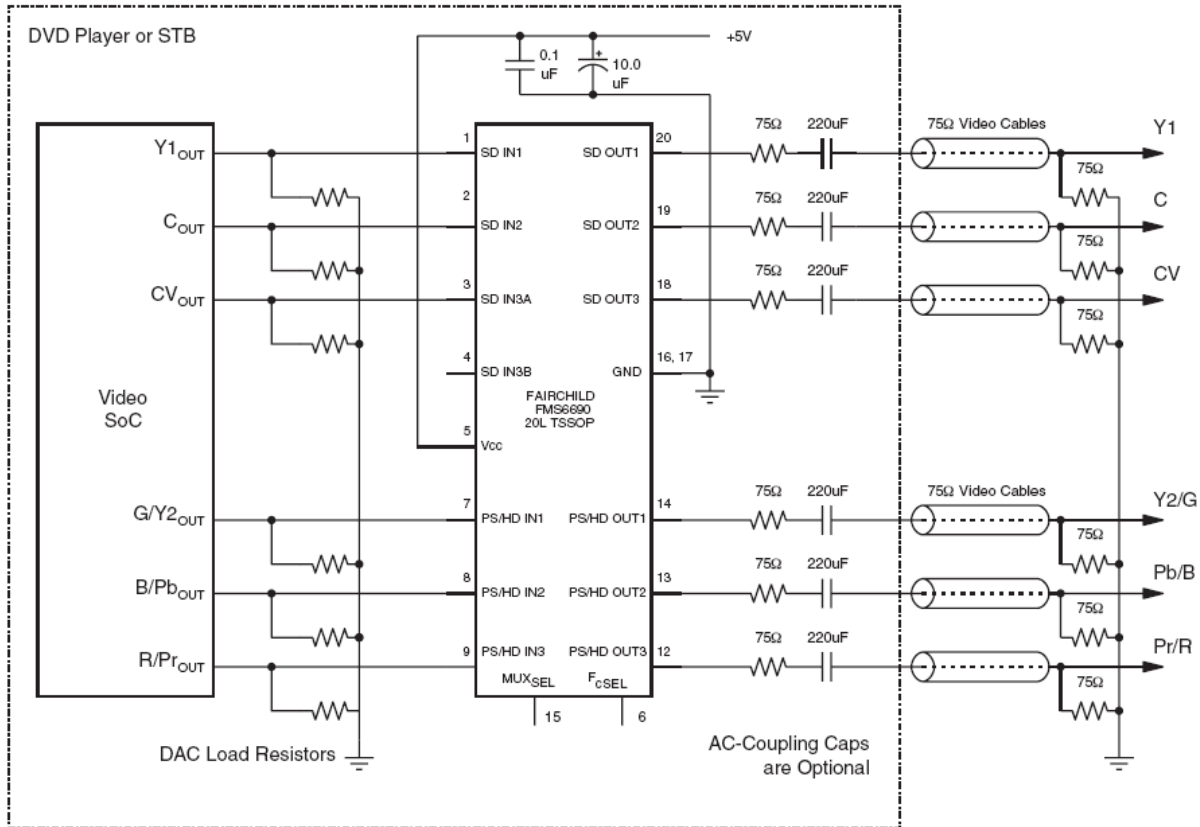 DVD Player or STB
+5V
0.1
uF
+
10.0
uF
Y1OUT
1
SD IN1
SD OUT1
20
75Ω
220uF
75Ω Video Cables
Y1
75Ω
COUT
2
SD IN2
SD OUT2
19
75Ω
220uF
C
75Ω
CVOUT
3
SD IN3A
SD OUT3
18
75Ω
220uF
CV
75Ω
4
SD IN3B
GND
16, 17
Video
SoC
FAIRCHILD
FMS6690
20L TSSOP
5
Vcc
G/Y2OUT
7
PS/HD IN1
PS/HD OUT1
14
75Ω
220uF
75Ω Video Cables
Y2/G
75Ω
B/PbOUT
8
PS/HD IN2
PS/HD OUT2
13
75Ω
220uF
Pb/B
75Ω
R/PrOUT
9
PS/HD IN3
PS/HD OUT3
12
75Ω
220uF
Pr/R
75Ω
MUXSEL
FcSEL
15
6
DAC Load Resistors
AC-Coupling Caps
are Optional